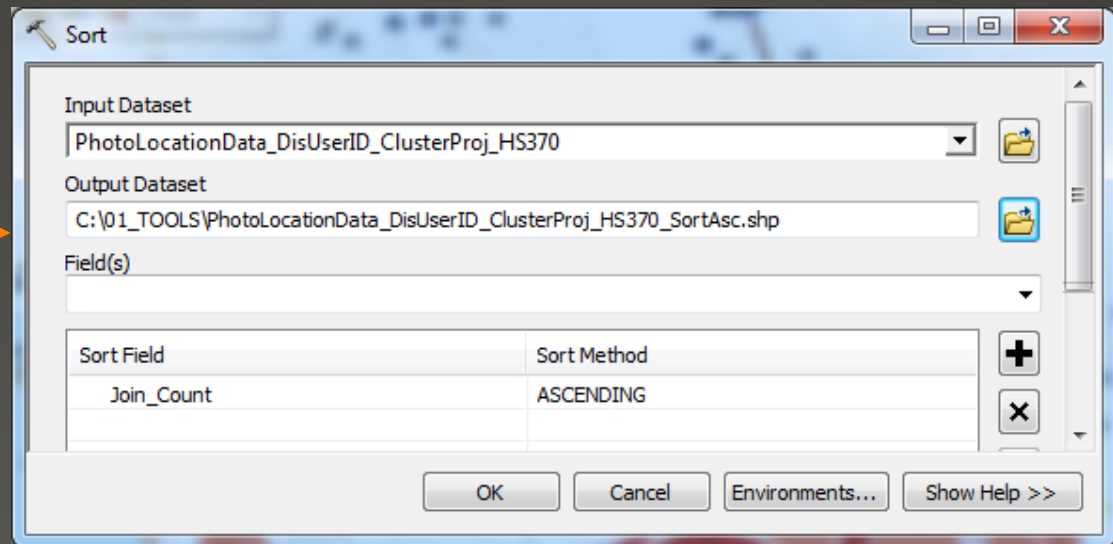 Sort
Input Dataset
PhotoLocationData_DisUserID_ClusterProj_HS370
Output Dataset
C:\01_TOOLS\PhotoLocationData_DisUserID_ClusterProj_HS370_SortAsc.shp
Field(s)
Sort Field Sort Method
Join_Count ASCENDING
OK Cancel Environments... Show Help >>